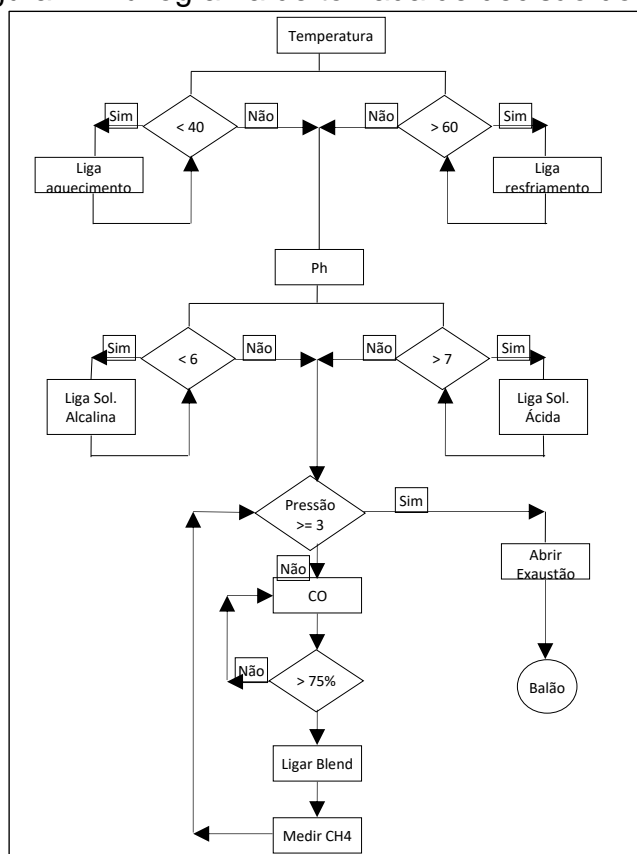 Temperatura
Sim
< 40
Não
Não
> 60
Sim
Liga
aquecimento
Liga
resfriamento
Ph
Sim
< 6
Não
Não
> 7
Sim
Liga Sol.
Alcalina
Liga Sol.
Ácida
Pressão
>= 3
Sim
Abrir
Exaustão
Não
CO
Não
> 75%
Balão
Ligar Blend
Medir CH4